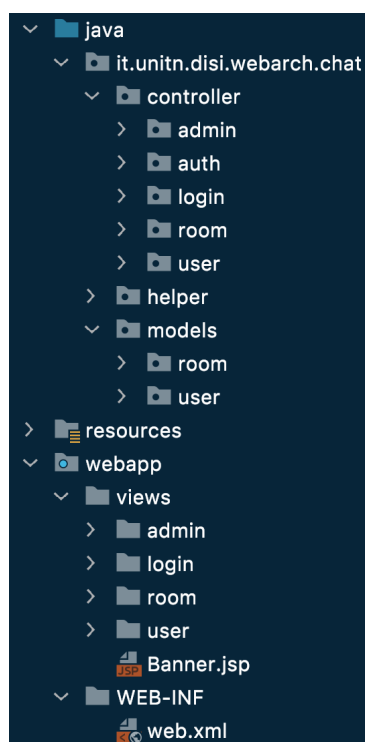 java
it.unitn.disi.webarch.chat
controller
admin
auth
login
room
user
helper
models
room
user
resources
webapp
views
admin
login
room
user
JSP Banner.jsp
WEB-INF
web.xml